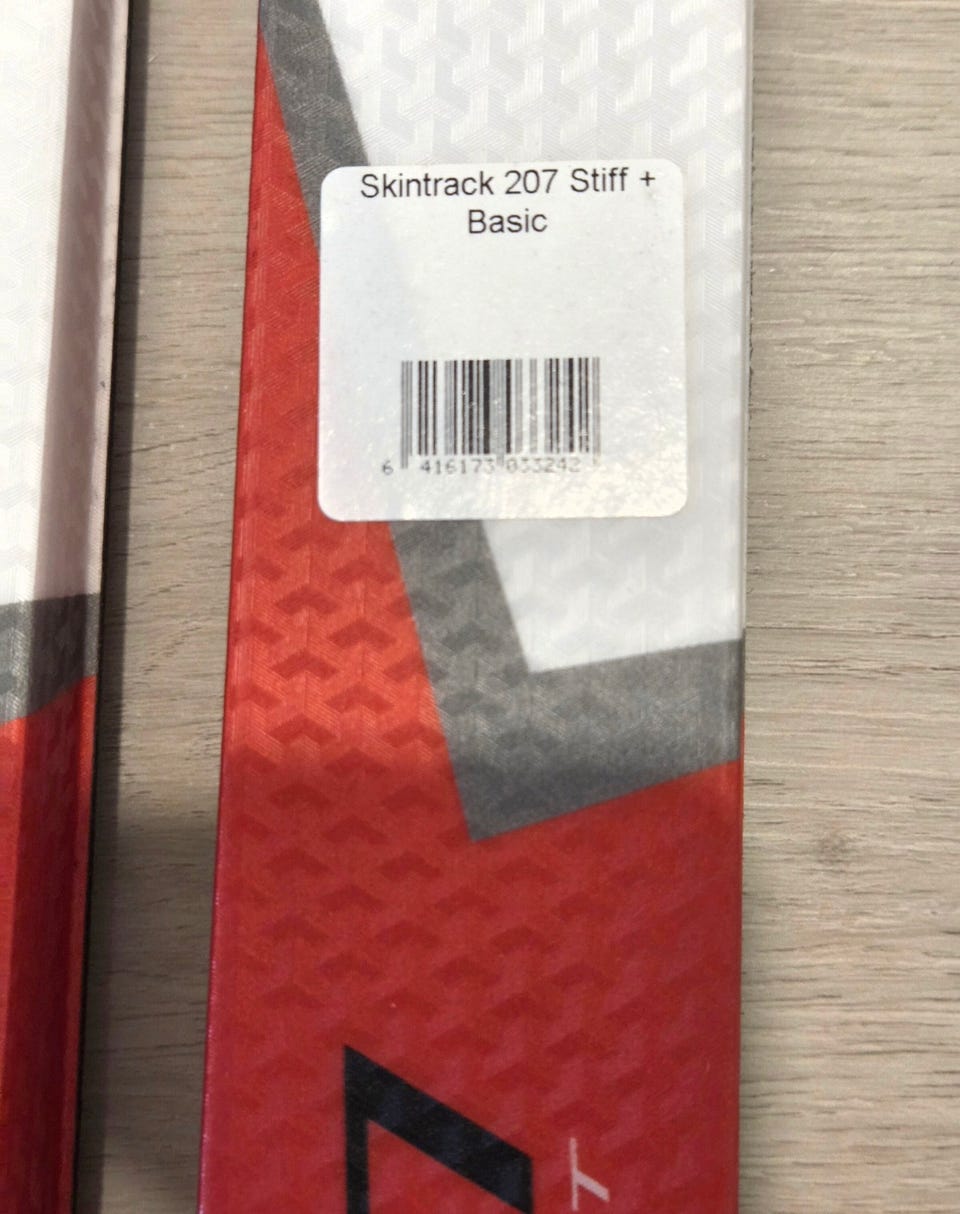 Skintrack 207 Stiff +
Basic
6 416173 033242
T